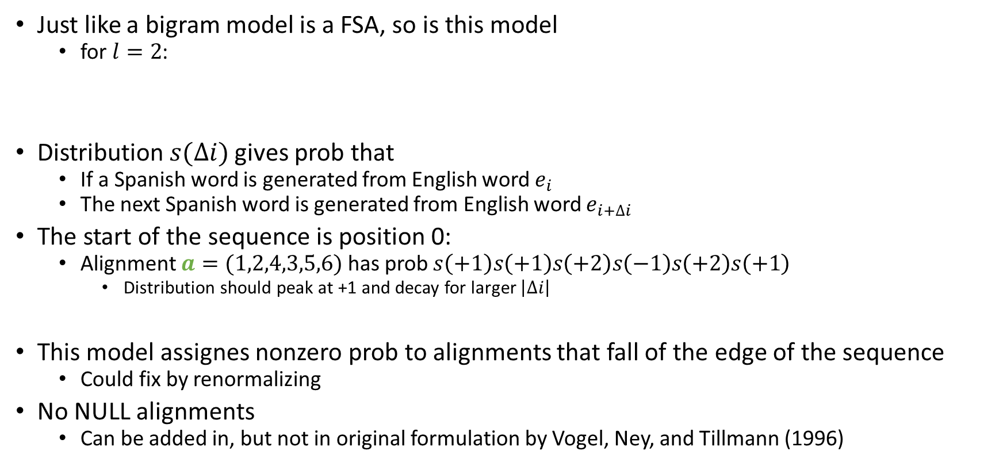 • Just like a bigram model is a FSA, so is this model
• for l = 2:
• Distribution s(Δi) gives prob that
• If a Spanish word is generated from English word eᵢ
• The next Spanish word is generated from English word e_{i+Δi}
• The start of the sequence is position 0:
• Alignment a = (1,2,4,3,5,6) has prob s(+1)s(+1)s(+2)s(−1)s(+2)s(+1)
• Distribution should peak at +1 and decay for larger |Δi|
• This model assignes nonzero prob to alignments that fall of the edge of the sequence
• Could fix by renormalizing
• No NULL alignments
• Can be added in, but not in original formulation by Vogel, Ney, and Tillmann (1996)